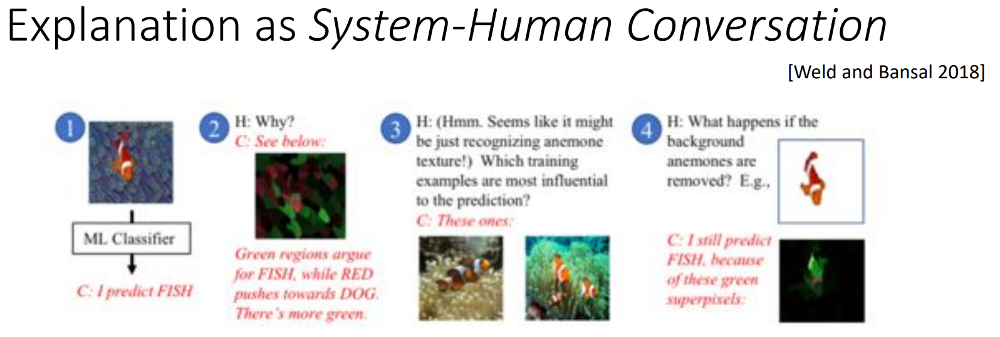 Explanation as System-Human Conversation
[Weld and Bansal 2018]
1
ML Classifier
C: I predict FISH
2
H: Why?
C: See below:
Green regions argue
for FISH, while RED
pushes towards DOG.
There's more green.
3
H: (Hmm. Seems like it might
be just recognizing anemone
texture!) Which training
examples are most influential
to the prediction?
C: These ones:
4
H: What happens if the
background
anemones are
removed? E.g.,
C: I still predict
FISH, because
of these green
superpixels: